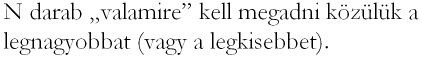 N darab „valamire” kell megadni közülük a
legnagyobbat (vagy a legkisebbet).